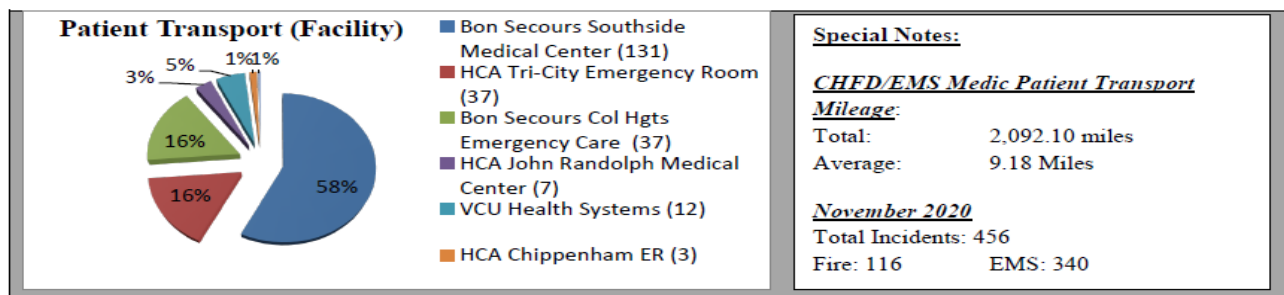 Patient Transport (Facility)
1% 1%
5%
3%
16%
16%
58%
Bon Secours Southside
Medical Center (131)
HCA Tri-City Emergency Room
(37)
Bon Secours Col Hgts
Emergency Care (37)
HCA John Randolph Medical
Center (7)
VCU Health Systems (12)
HCA Chippenham ER (3)
Special Notes:
CHFD/EMS Medic Patient Transport
Mileage:
Total: 2,092.10 miles
Average: 9.18 Miles
November 2020
Total Incidents: 456
Fire: 116 EMS: 340